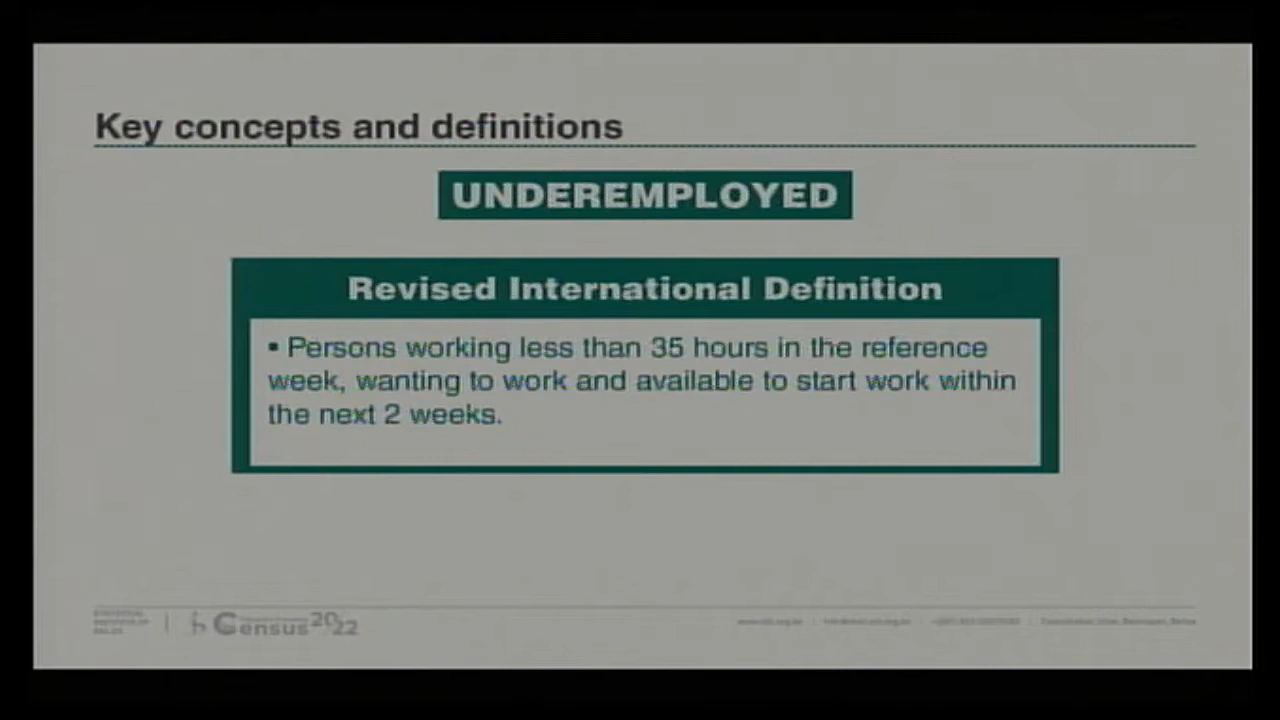 Key concepts and definitions
UNDEREMPLOYED
Revised International Definition
▪ Persons working less than 35 hours in the reference
week, wanting to work and available to start work within
the next 2 weeks.
Census 2022